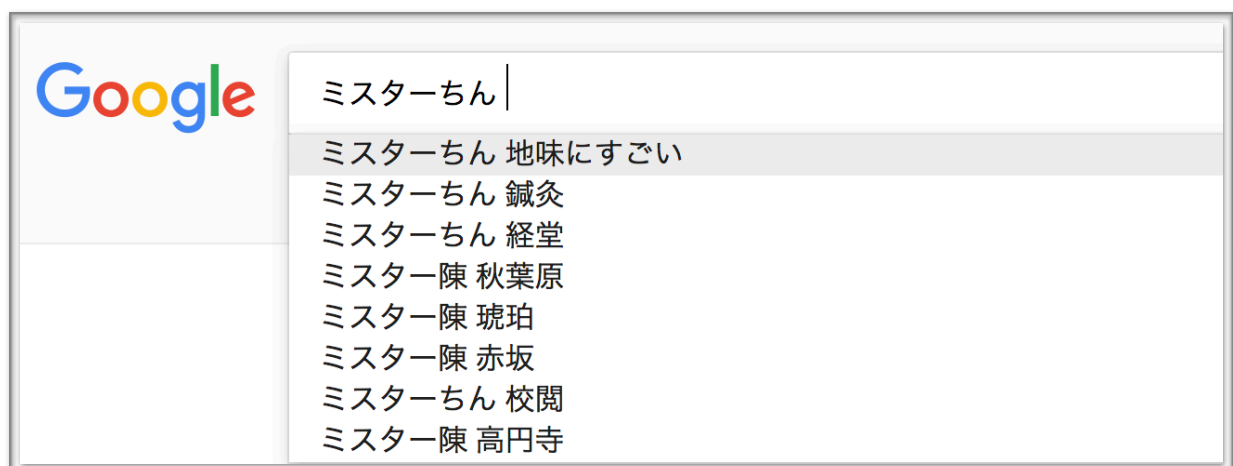 Google
ミスターちん
ミスターちん 地味にすごい
ミスターちん 鍼灸
ミスターちん 経堂
ミスター陳 秋葉原
ミスター陳 琥珀
ミスター陳 赤坂
ミスターちん 校閲
ミスター陳 高円寺